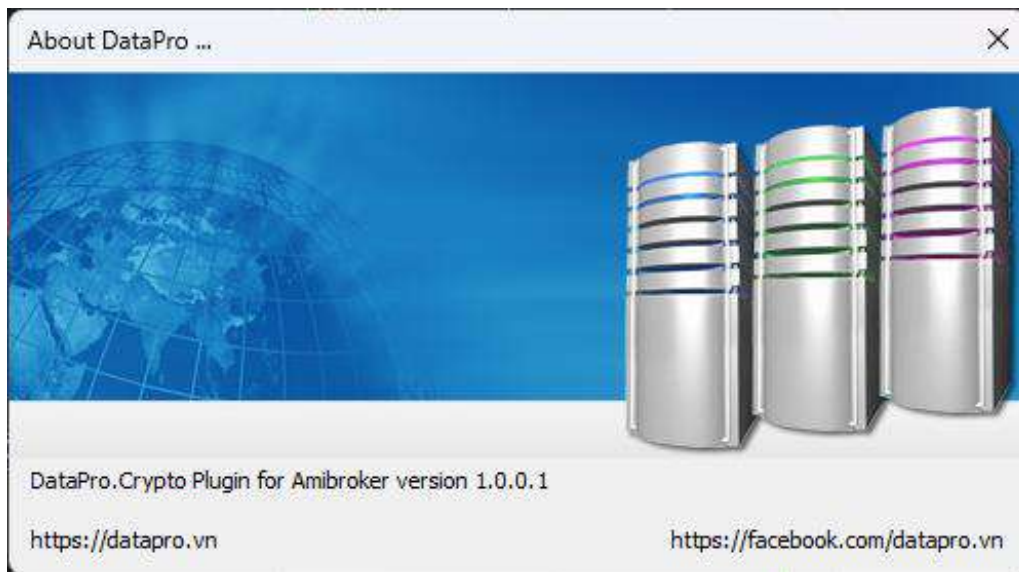 About DataPro ...
DataPro.Crypto Plugin for Amibroker version 1.0.0.1
https://datapro.vn
https://facebook.com/datapro.vn